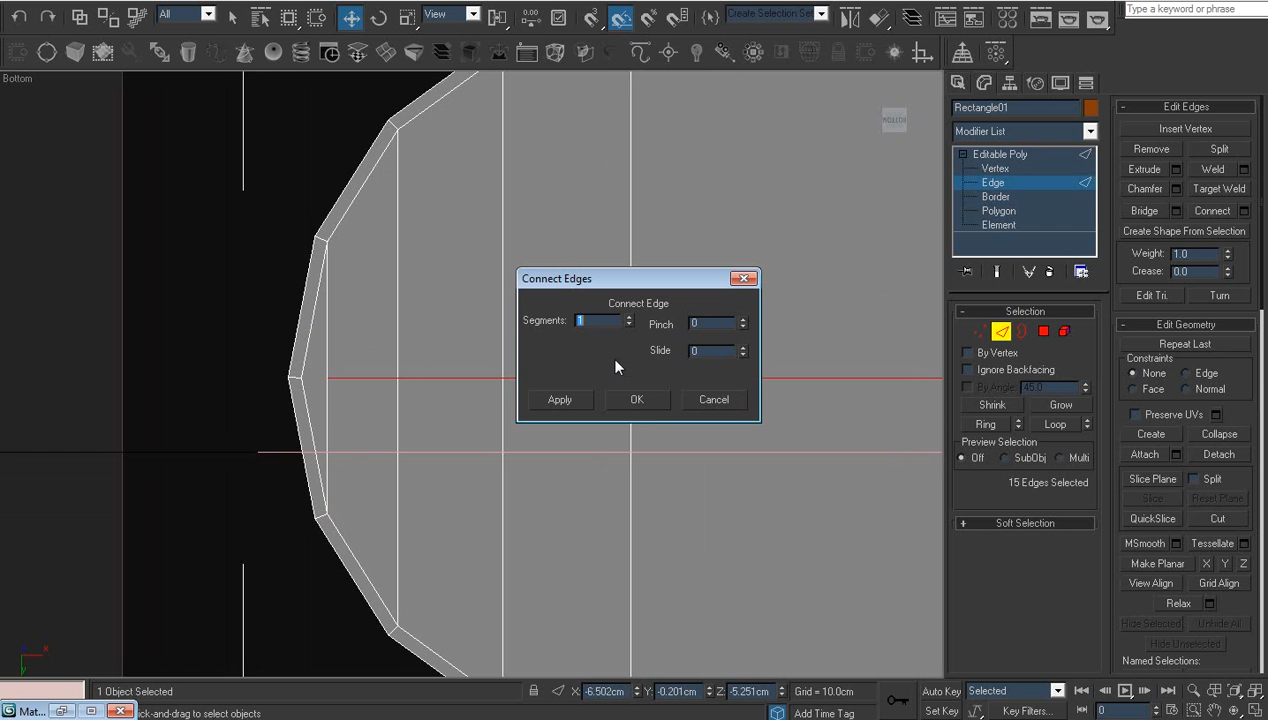 All
View
Create Selection Set
Type a keyword or phrase
Bottom
Rectangle01
Modifier List
Editable Poly
Vertex
Edge
Border
Polygon
Element
Selection
By Vertex
Ignore Backfacing
By Angle: 45.0
Shrink
Grow
Ring
Loop
Preview Selection
Off
SubObj
Multi
15 Edges Selected
Soft Selection
Edit Edges
Insert Vertex
Remove
Split
Extrude
Weld
Chamfer
Target Weld
Bridge
Connect
Create Shape From Selection
Weight: 1.0
Crease: 0.0
Edit Tri.
Turn
Edit Geometry
Repeat Last
Constraints
None
Edge
Face
Normal
Preserve UVs
Create
Collapse
Attach
Detach
Slice Plane
Split
Slice
Reset Plane
QuickSlice
Cut
MSmooth
Tessellate
Make Planar
X
Y
Z
View Align
Grid Align
Relax
Hide Selected
Unhide All
Hide Unselected
Named Selections:
Connect Edges
Connect Edge
Segments: 1
Pinch 0
Slide 0
Apply
OK
Cancel
1 Object Selected
X: -6.502cm
Y: -0.201cm
Z: -5.251cm
Grid = 10.0cm
Auto Key
Selected
Mat...
ick-and-drag to select objects
Add Time Tag
Set Key
Key Filters...
0